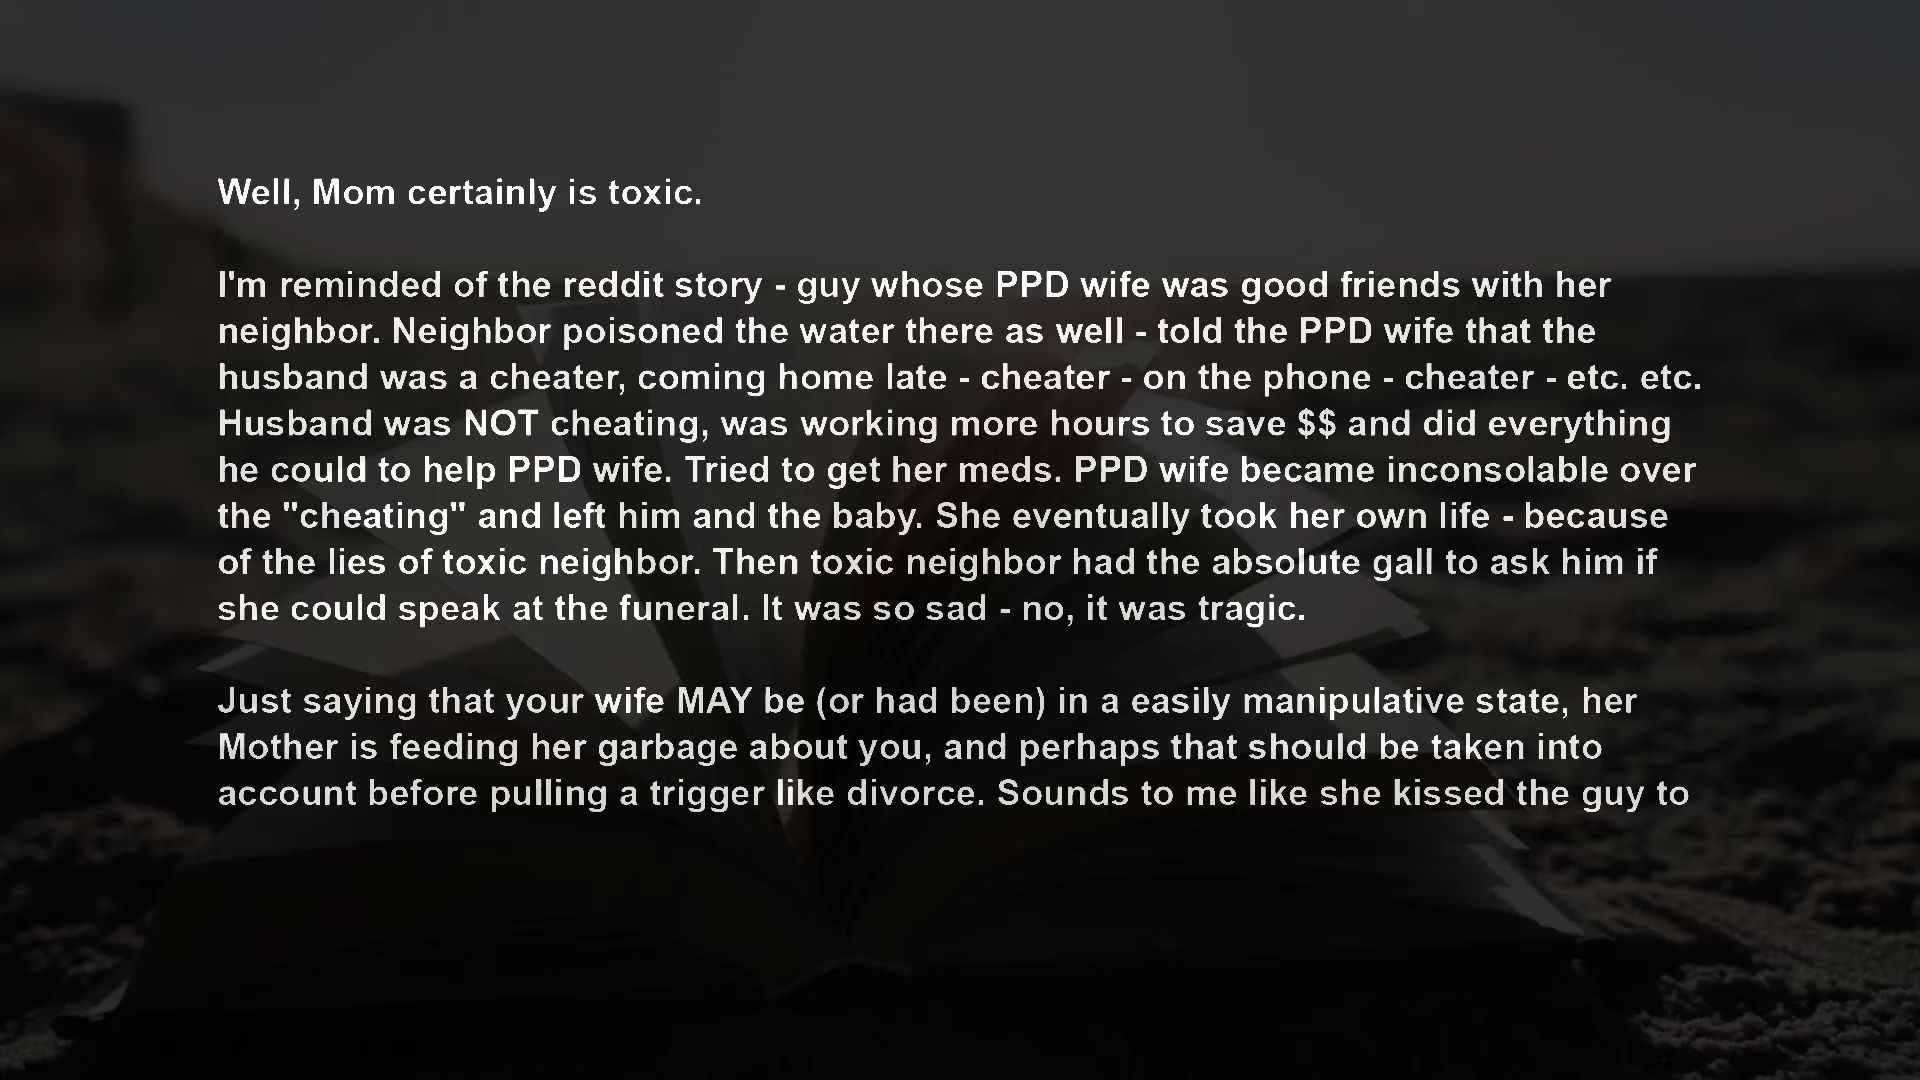 Well, Mom certainly is toxic.
I'm reminded of the reddit story - guy whose PPD wife was good friends with her
neighbor. Neighbor poisoned the water there as well - told the PPD wife that the
husband was a cheater, coming home late - cheater - on the phone - cheater - etc. etc.
Husband was NOT cheating, was working more hours to save $$ and did everything
he could to help PPD wife. Tried to get her meds. PPD wife became inconsolable over
the "cheating" and left him and the baby. She eventually took her own life - because
of the lies of toxic neighbor. Then toxic neighbor had the absolute gall to ask him if
she could speak at the funeral. It was so sad - no, it was tragic.
Just saying that your wife MAY be (or had been) in a easily manipulative state, her
Mother is feeding her garbage about you, and perhaps that should be taken into
account before pulling a trigger like divorce. Sounds to me like she kissed the guy to